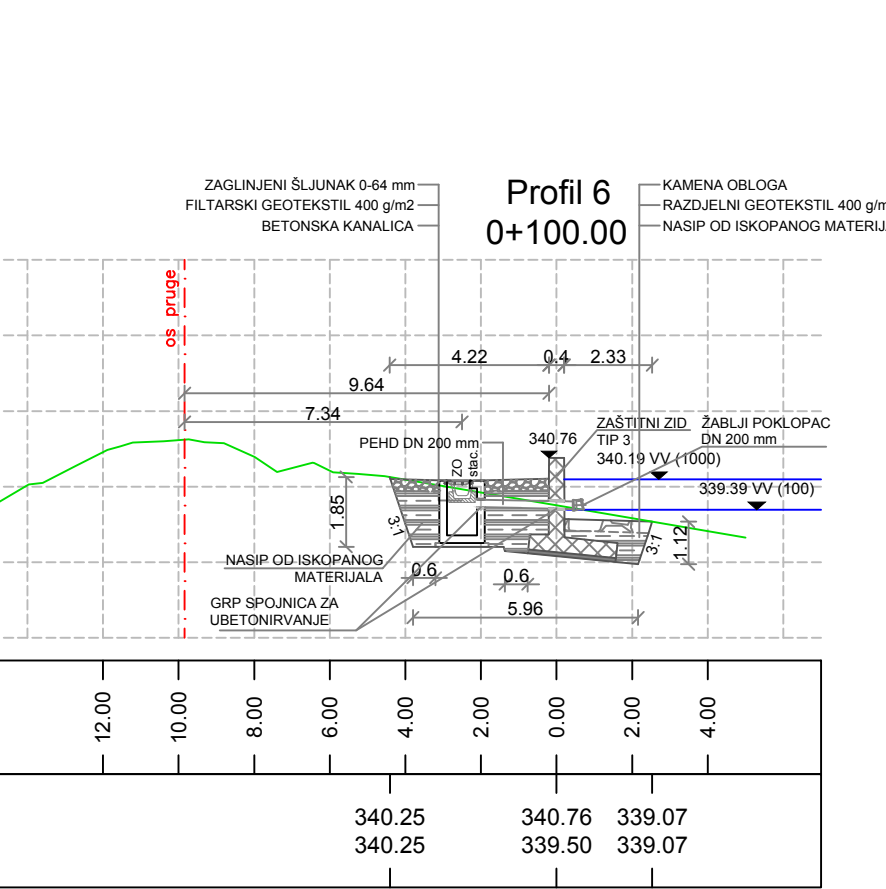 ZAGLINJENI ŠLJUNAK 0-64 mm
FILTARSKI GEOTEKSTIL 400 g/m2
BETONSKA KANALICA
Profil 6
0+100.00
KAMENA OBLOGA
RAZDJELNI GEOTEKSTIL 400 g/m
NASIP OD ISKOPANOG MATERIJ
os pruge
4.22
0.4
2.33
9.64
7.34
PEHD DN 200 mm
340.76
ZAŠTITNI ZID
TIP 3
340.19 VV (1000)
ŽABLJI POKLOPAC
DN 200 mm
339.39 VV (100)
ZO
stac.
1.85
3:1
3:1
1.12
NASIP OD ISKOPANOG
MATERIJALA
0.6
0.6
GRP SPOJNICA ZA
UBETONIRVANJE
5.96
12.00
10.00
8.00
6.00
4.00
2.00
0.00
2.00
4.00
340.25
340.76
339.07
340.25
339.50
339.07